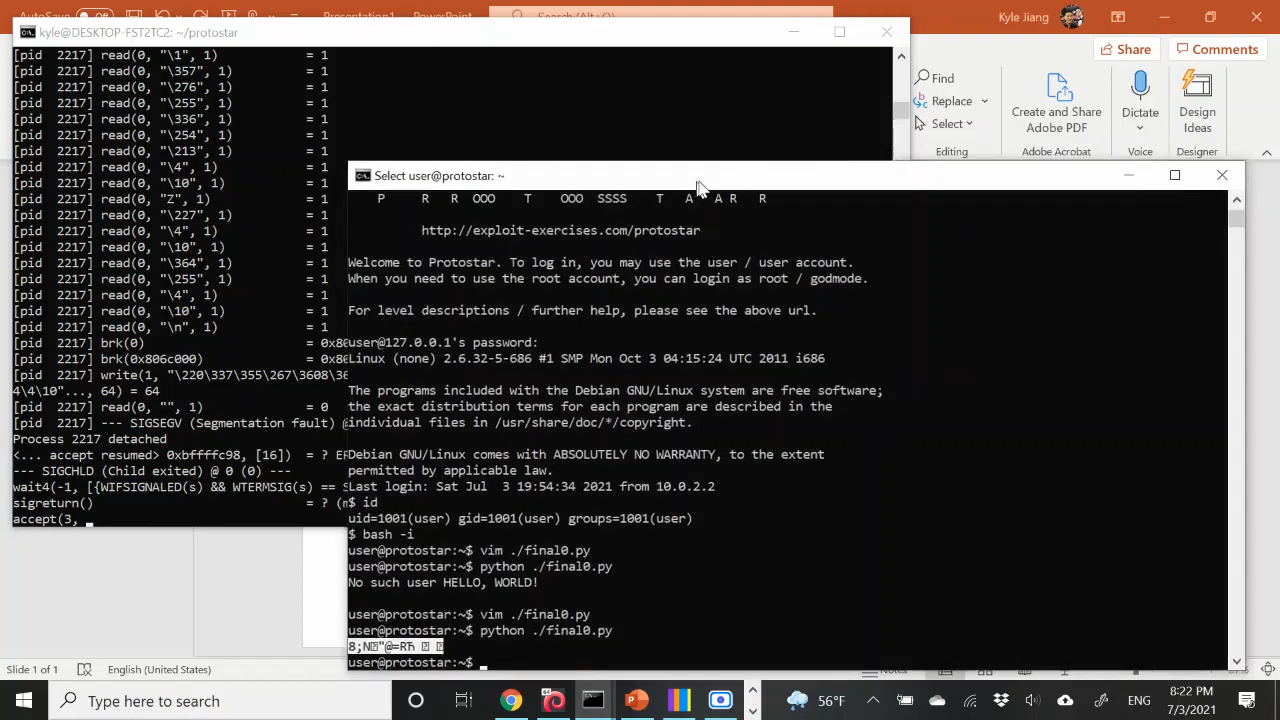 AutoSave Off
Presentation1 - PowerPoint
Search (Alt+Q)
Kyle Jiang
kyle@DESKTOP-FST2TC2: ~/protostar
Share
Comments
Find
Replace
Select
Editing
Create and Share
Adobe PDF
Adobe Acrobat
Dictate
Voice
Design
Ideas
Designer
[pid  2217] read(0, "\1", 1)            = 1
[pid  2217] read(0, "\357", 1)          = 1
[pid  2217] read(0, "\276", 1)          = 1
[pid  2217] read(0, "\255", 1)          = 1
[pid  2217] read(0, "\336", 1)          = 1
[pid  2217] read(0, "\254", 1)          = 1
[pid  2217] read(0, "\213", 1)          = 1
[pid  2217] read(0, "\4", 1)            = 1
[pid  2217] read(0, "\10", 1)           = 1
[pid  2217] read(0, "Z", 1)             = 1
[pid  2217] read(0, "\227", 1)          = 1
[pid  2217] read(0, "\4", 1)            = 1
[pid  2217] read(0, "\10", 1)           = 1
[pid  2217] read(0, "\364", 1)          = 1
[pid  2217] read(0, "\255", 1)          = 1
[pid  2217] read(0, "\4", 1)            = 1
[pid  2217] read(0, "\10", 1)           = 1
[pid  2217] read(0, "\n", 1)            = 1
[pid  2217] brk(0)                      = 0x80
[pid  2217] brk(0x806c000)              = 0x80
[pid  2217] write(1, "\220\337\355\267\3608\36
4\4\10"..., 64) = 64
[pid  2217] read(0, "", 1)              = 0
[pid  2217] --- SIGSEGV (Segmentation fault) @
Process 2217 detached
<... accept resumed> 0xbffffc98, [16])  = ? ER
--- SIGCHLD (Child exited) @ 0 (0) ---
wait4(-1, [{WIFSIGNALED(s) && WTERMSIG(s) == S
sigreturn()                             = ? (m
accept(3,
Select user@protostar: ~
P     R  R  OOO    T    OOO  SSSS    T   A   A R   R
http://exploit-exercises.com/protostar
Welcome to Protostar. To log in, you may use the user / user account.
When you need to use the root account, you can login as root / godmode.
For level descriptions / further help, please see the above url.
user@127.0.0.1's password:
Linux (none) 2.6.32-5-686 #1 SMP Mon Oct 3 04:15:24 UTC 2011 i686
The programs included with the Debian GNU/Linux system are free software;
the exact distribution terms for each program are described in the
individual files in /usr/share/doc/*/copyright.
Debian GNU/Linux comes with ABSOLUTELY NO WARRANTY, to the extent
permitted by applicable law.
Last login: Sat Jul  3 19:54:34 2021 from 10.0.2.2
$ id
uid=1001(user) gid=1001(user) groups=1001(user)
$ bash -i
user@protostar:~$ vim ./final0.py
user@protostar:~$ python ./final0.py
No such user HELLO, WORLD!
user@protostar:~$ vim ./final0.py
user@protostar:~$ python ./final0.py
user@protostar:~$
Slide 1 of 1
English (United States)
Type here to search
56°F
ENG
8:22 PM
7/3/2021